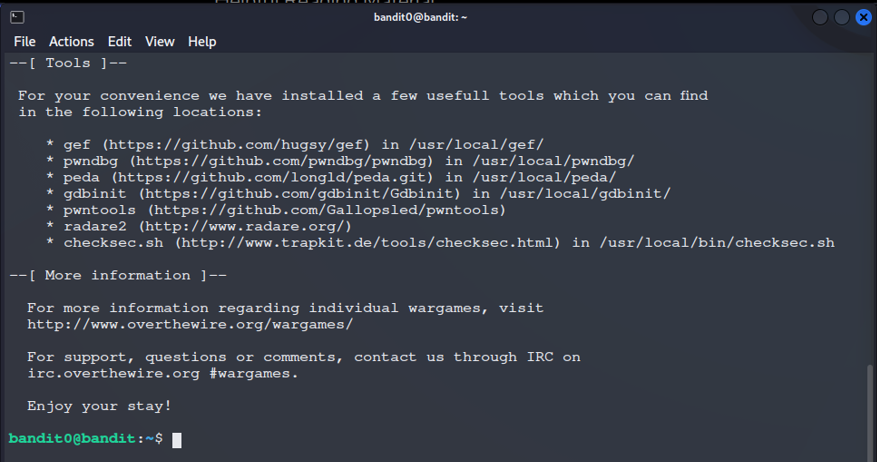 bandit0@bandit: ~
File Actions Edit View Help
--[ Tools ]--
For your convenience we have installed a few usefull tools which you can find
in the following locations:
* gef (https://github.com/hugsy/gef) in /usr/local/gef/
* pwndbg (https://github.com/pwndbg/pwndbg) in /usr/local/pwndbg/
* peda (https://github.com/longld/peda.git) in /usr/local/peda/
* gdbinit (https://github.com/gdbinit/Gdbinit) in /usr/local/gdbinit/
* pwntools (https://github.com/Gallopsled/pwntools)
* radare2 (http://www.radare.org/)
* checksec.sh (http://www.trapkit.de/tools/checksec.html) in /usr/local/bin/checksec.sh
--[ More information ]--
For more information regarding individual wargames, visit
http://www.overthewire.org/wargames/
For support, questions or comments, contact us through IRC on
irc.overthewire.org #wargames.
Enjoy your stay!
bandit0@bandit:~$